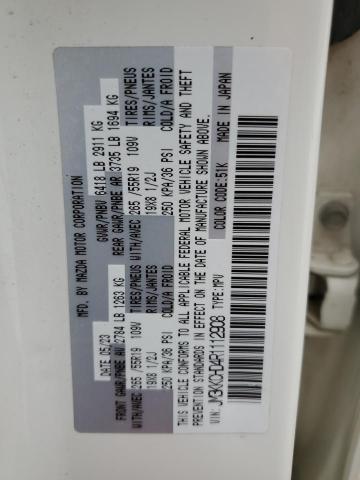 MFD. BY MAZDA MOTOR CORPORATION
DATE 05/23 GVWR/PNBV 6418 LB 2911 KG
FRONT GAWR/PNBE AV 2784 LB 1263 KG REAR GAWR/PNBE AR 3735 LB 1694 KG
WITH/AVEC 265 /55R19 109V TIRES/PNEUS WITH/AVEC 265 /55R19 109V TIRES/PNEUS
19X8 1/2J RIMS/JANTES 19X8 1/2J RIMS/JANTES
250 KPA/36 PSI COLD/A FROID 250 KPA/36 PSI COLD/A FROID
THIS VEHICLE CONFORMS TO ALL APPLICABLE FEDERAL MOTOR VEHICLE SAFETY AND THEFT
PREVENTION STANDARDS IN EFFECT ON THE DATE OF MANUFACTURE SHOWN ABOVE.
VIN: TYPE:MPV COLOR CODE:51K MADE IN JAPAN